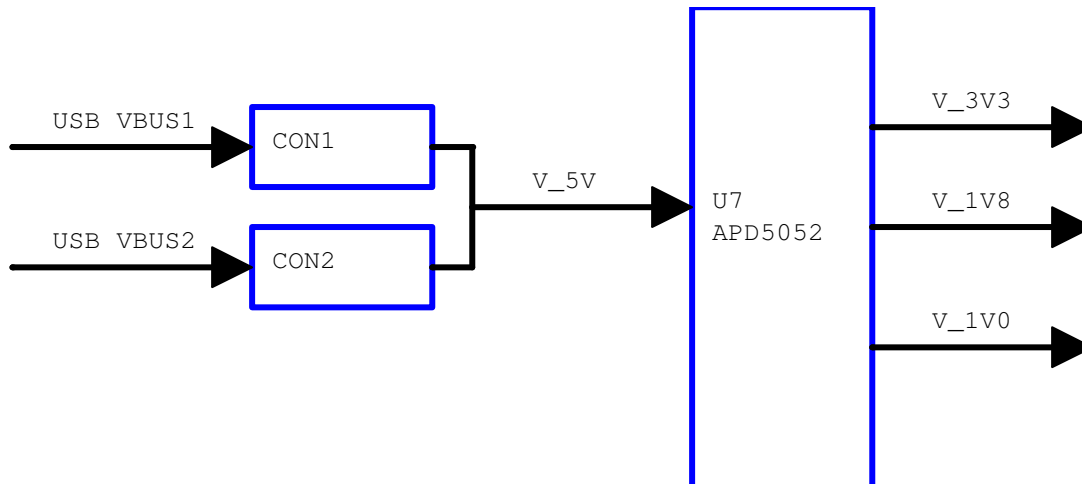 USB VBUS1
CON1
USB VBUS2
CON2
V_5V
U7
APD5052
V_3V3
V_1V8
V_1V0